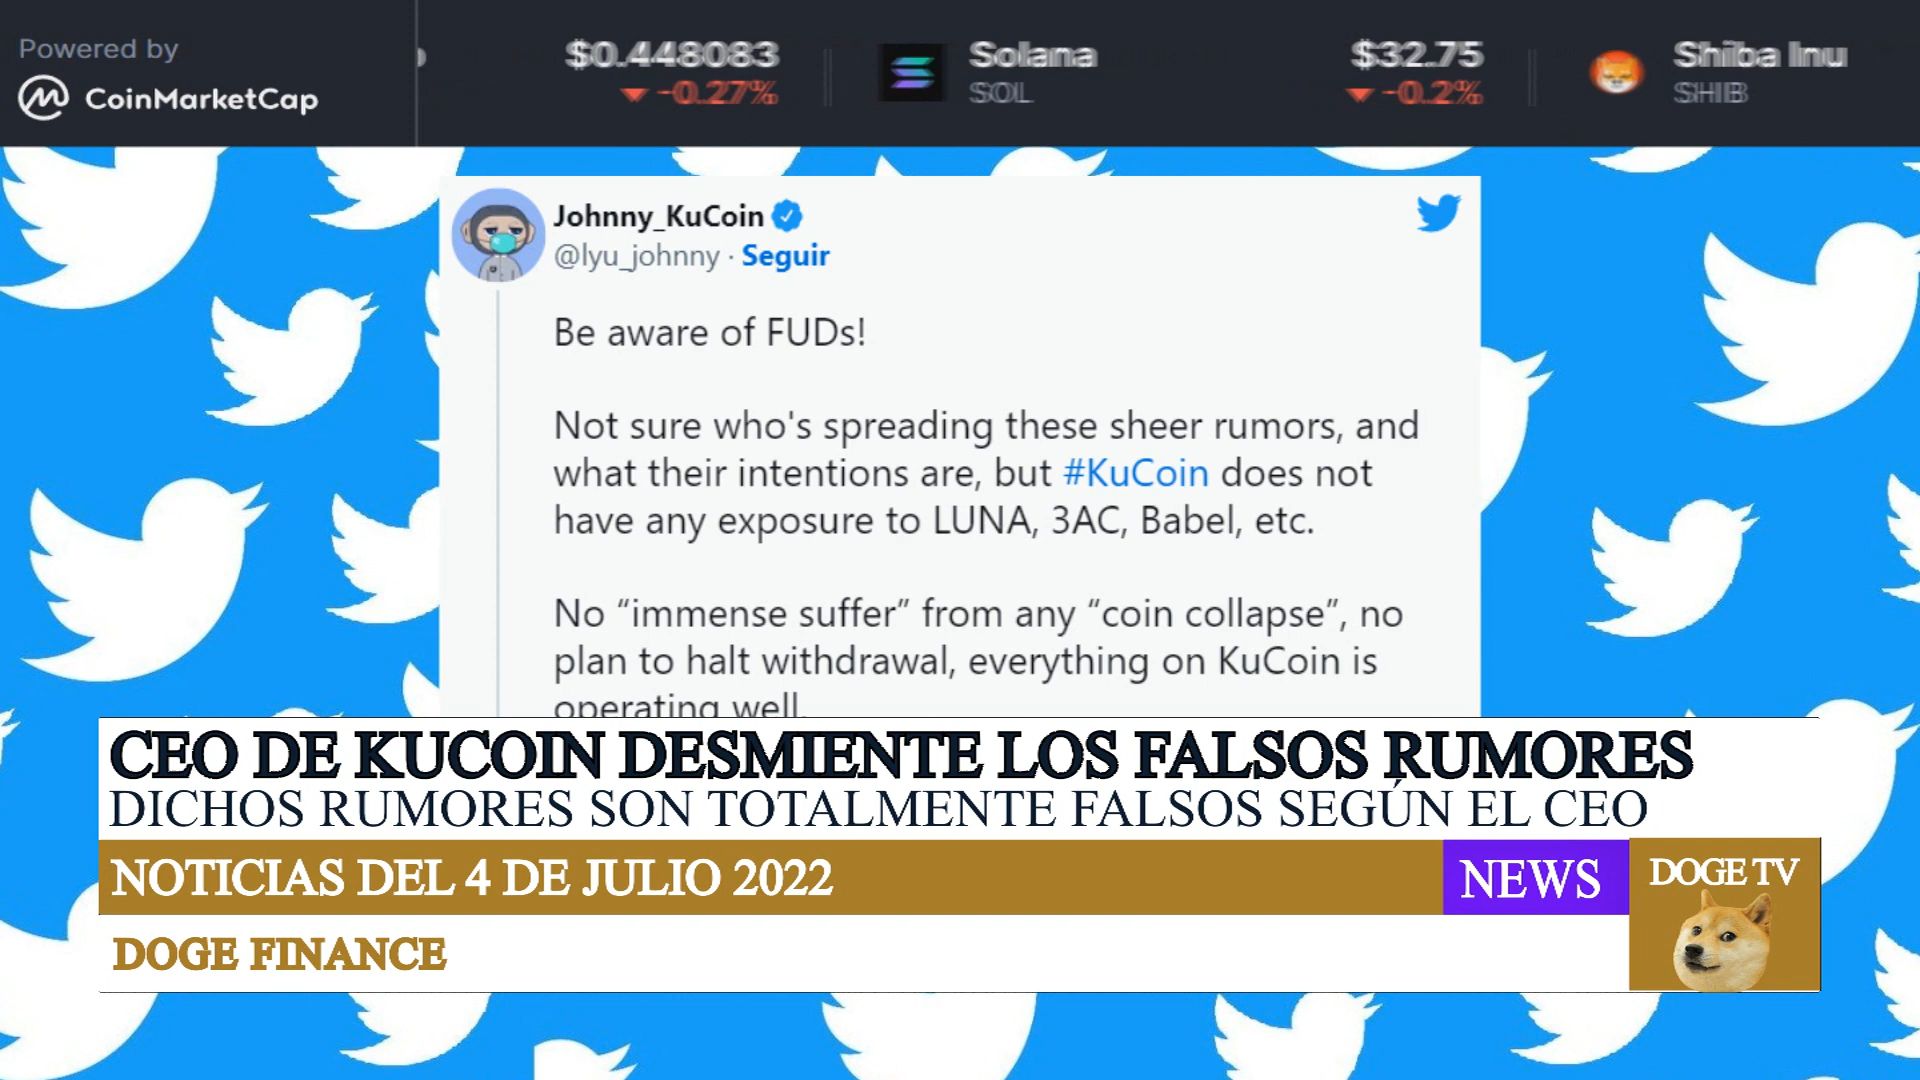 Powered by
CoinMarketCap
$0.448083
-0.27%
Solana
SOL
$32.75
-0.2%
Shiba Inu
SHIB
Johnny_KuCoin
@lyu_johnny · Seguir
Be aware of FUDs!
Not sure who's spreading these sheer rumors, and
what their intentions are, but #KuCoin does not
have any exposure to LUNA, 3AC, Babel, etc.
No “immense suffer” from any “coin collapse”, no
plan to halt withdrawal, everything on KuCoin is
operating well.
CEO DE KUCOIN DESMIENTE LOS FALSOS RUMORES
DICHOS RUMORES SON TOTALMENTE FALSOS SEGÚN EL CEO
NOTICIAS DEL 4 DE JULIO 2022
NEWS
DOGE TV
DOGE FINANCE